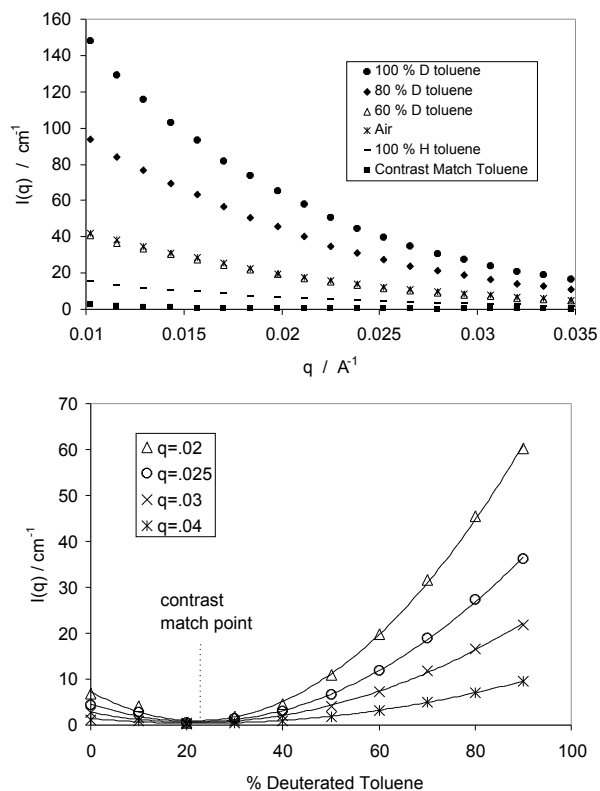 160
140
120
100
80
60
40
20
0
I(q) / cm-1
100 % D toluene
80 % D toluene
60 % D toluene
Air
100 % H toluene
Contrast Match Toluene
0.01 0.015 0.02 0.025 0.03 0.035
q / A-1
70
60
50
40
30
20
10
0
I(q) / cm-1
q=.02
q=.025
q=.03
q=.04
contrast
match point
0 20 40 60 80 100
% Deuterated Toluene